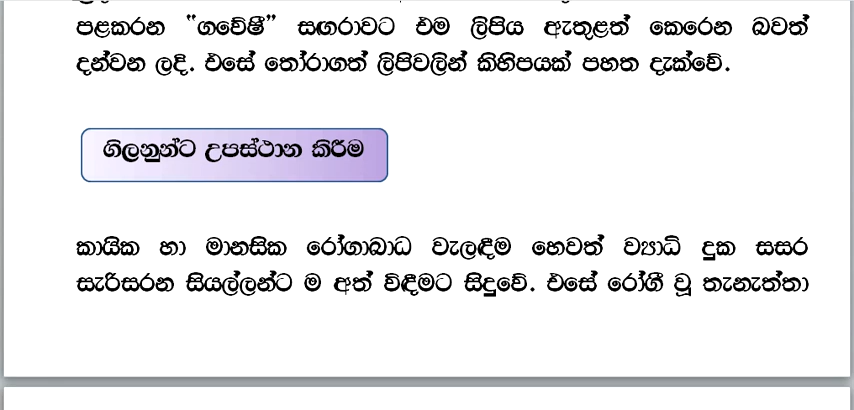 පළකරන “ගවේෂී” සඟරාවට එම ලිපිය ඇතුළත් කෙරෙන බවත්
දන්වන ලදි. එසේ තෝරාගත් ලිපිවලින් කිහිපයක් පහත දැක්වේ.
ගිලනුන්ට උපස්ථාන කිරීම
කායික හා මානසික රෝගාබාධ වැලඳීම හෙවත් ව්‍යාධි දුක සසර
සැරිසරන සියල්ලන්ට ම අත් විඳීමට සිදුවේ. එසේ රෝගී වූ තැනැත්තා